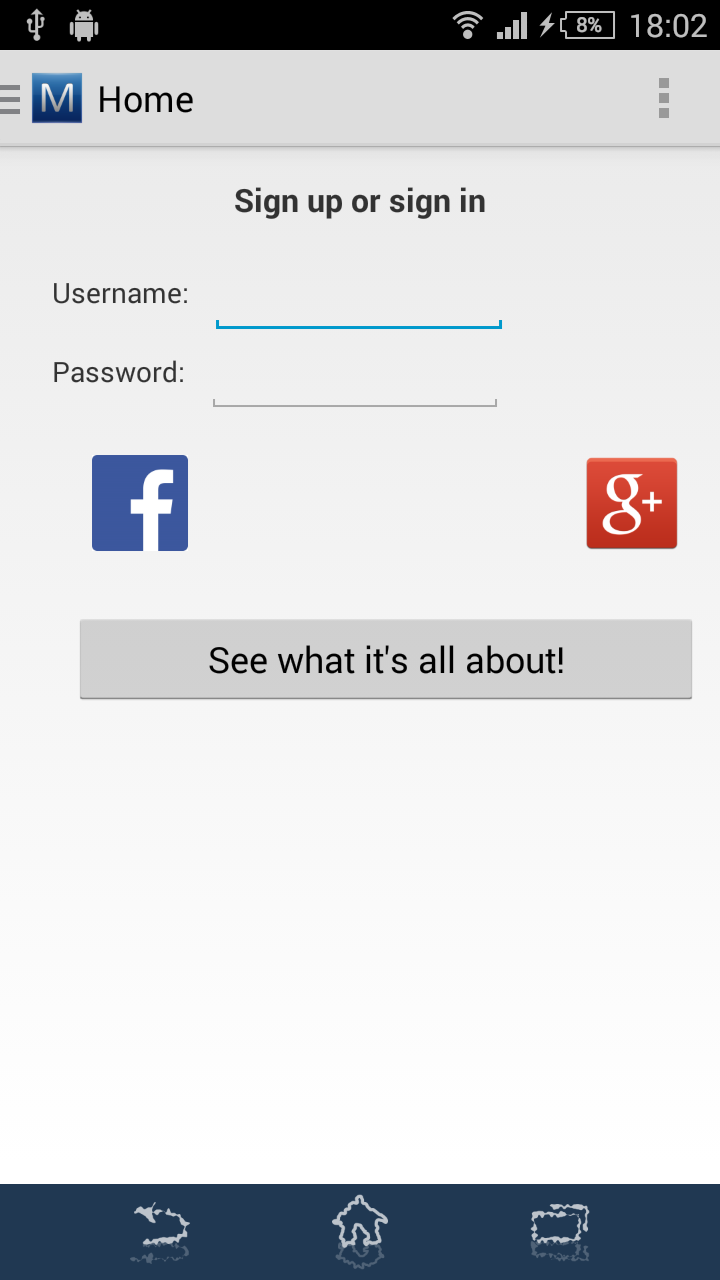 8% 18:02
M Home
Sign up or sign in
Username:
Password:
f g+
See what it's all about!